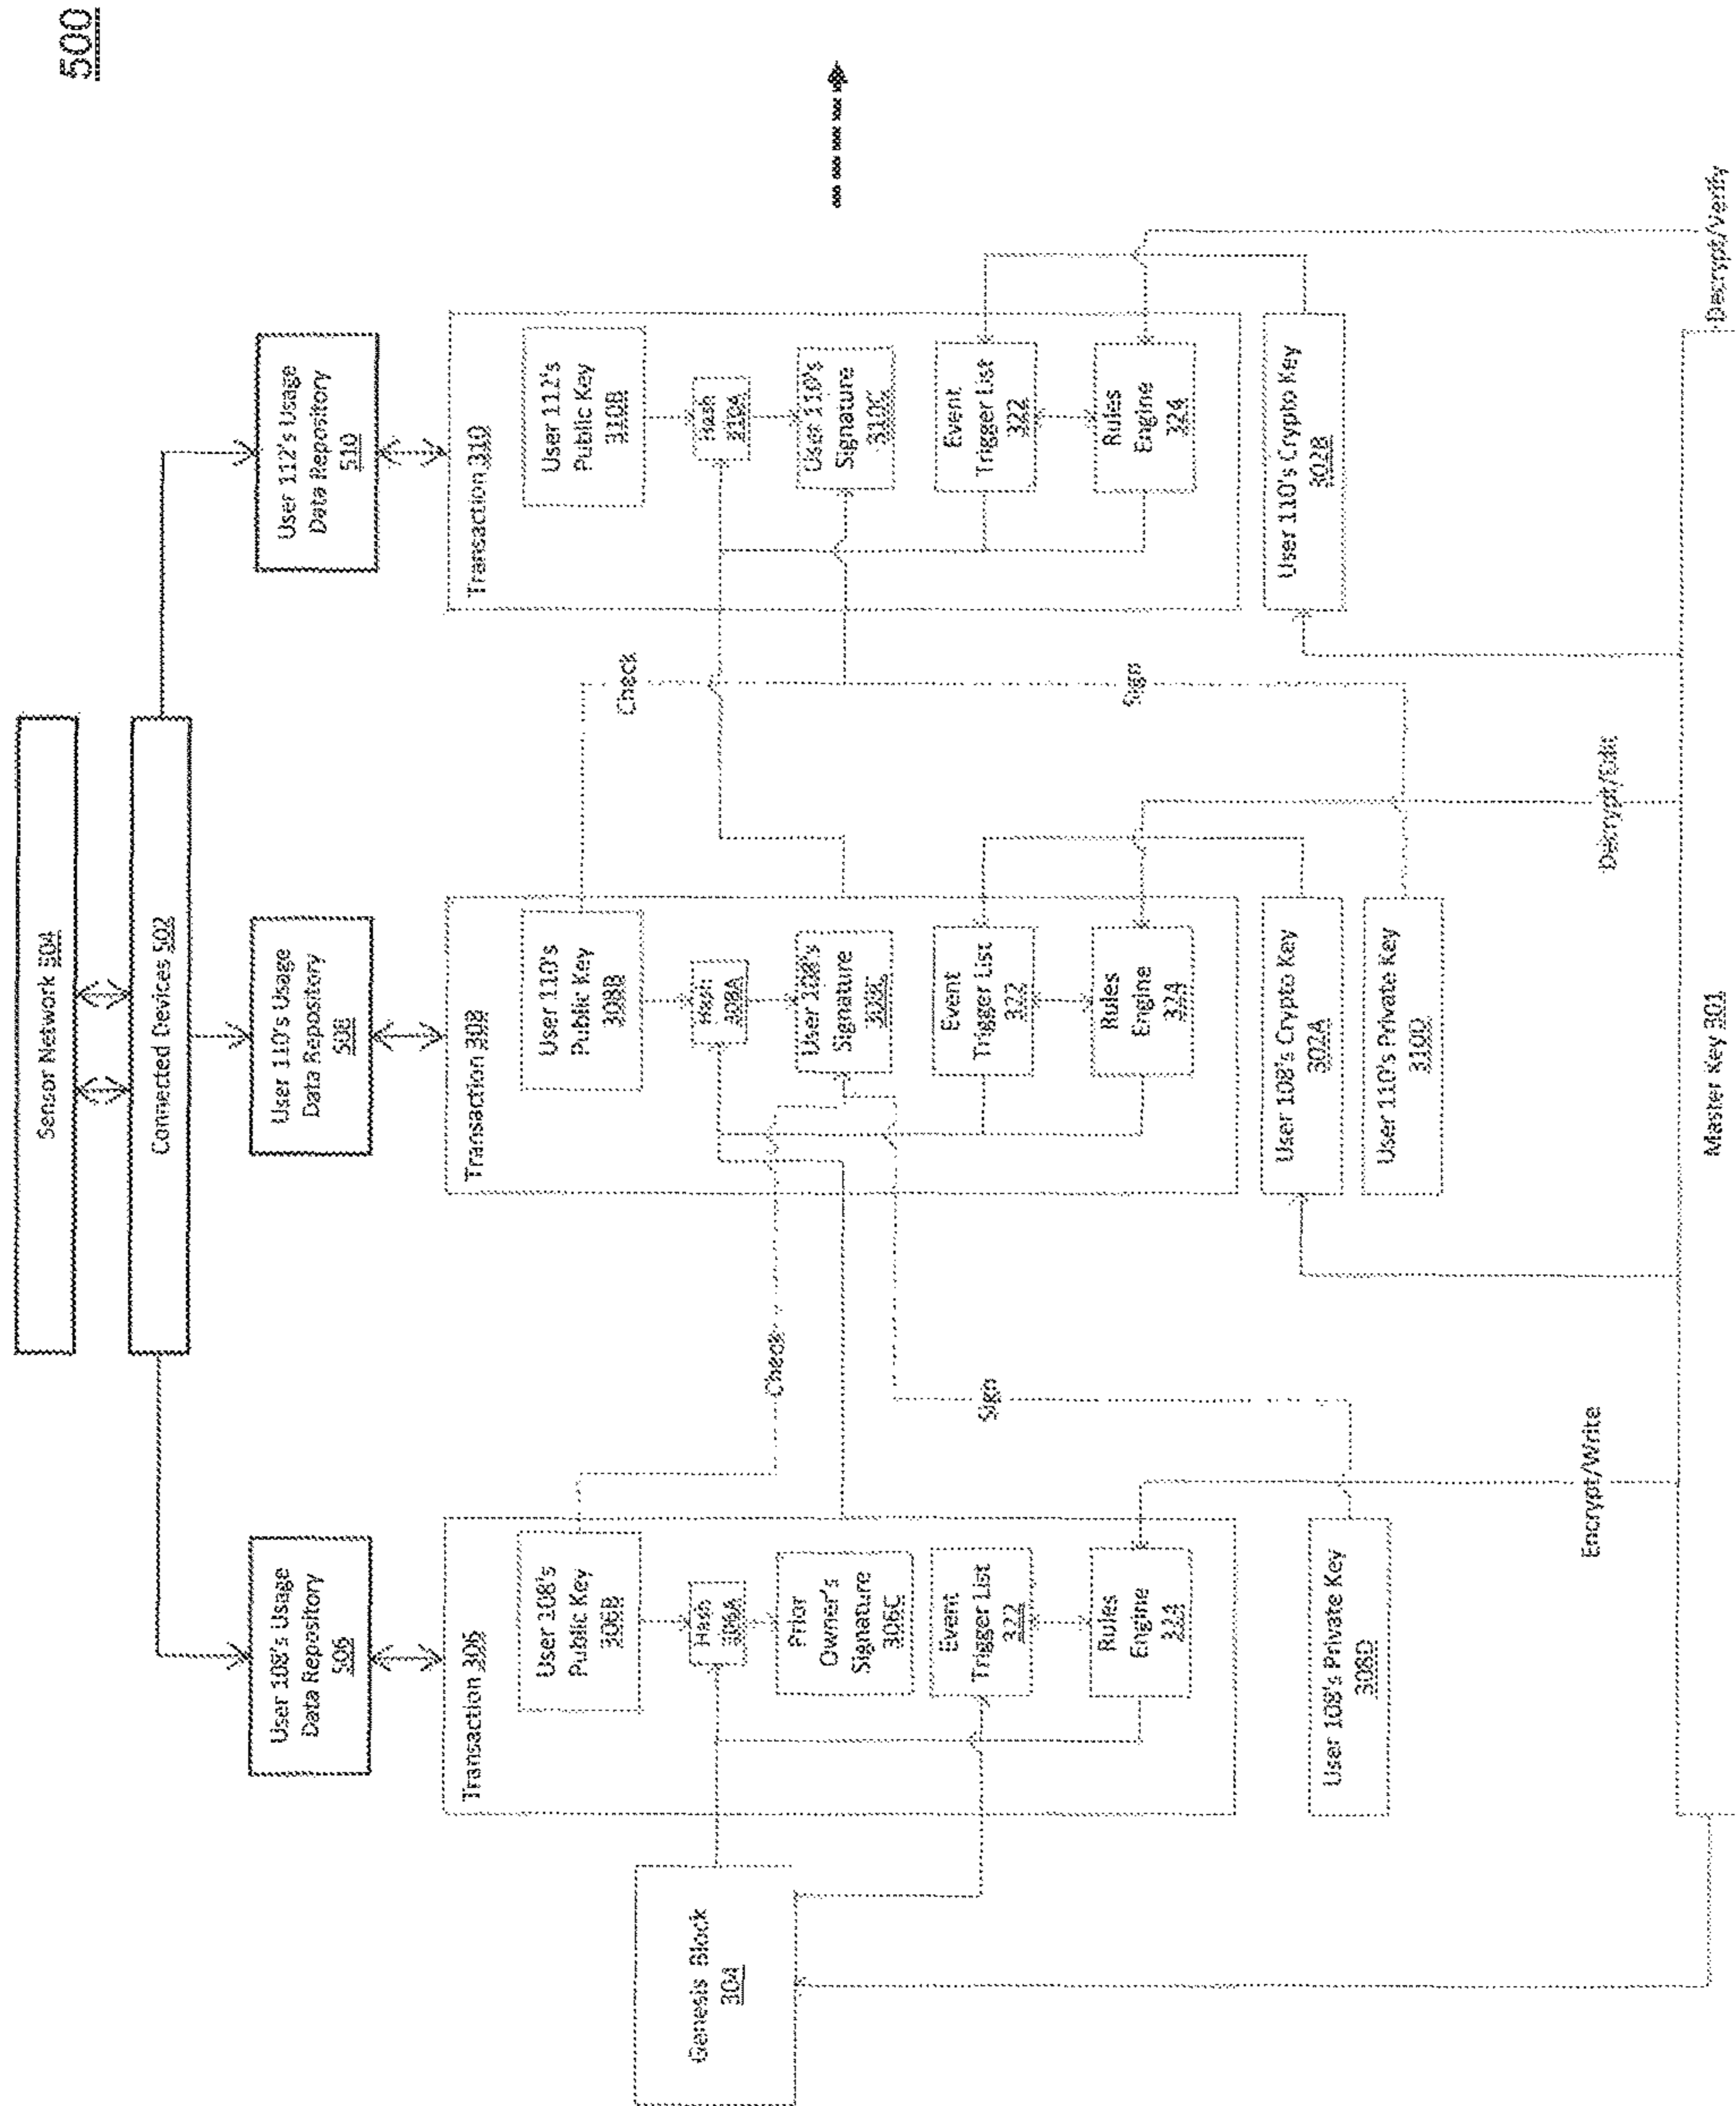 500
Sensor Network 504
Connected Devices 502
User 108's Usage
Data Repository
506
User 110's Usage
Data Repository
508
User 112's Usage
Data Repository
510
Genesis Block
304
Transaction 306
User 108's
Public Key
306B
Hash
306A
Prior
Owner's
Signature
306C
Event
Trigger List
322
Rules
Engine
324
User 108's Private Key
308D
Check
Sign
Encrypt/Write
Transaction 308
User 110's
Public Key
308B
Hash
308A
User 108's
Signature
308C
Event
Trigger List
322
Rules
Engine
324
User 108's Crypto Key
302A
User 110's Private Key
310D
Check
Sign
Decrypt/Edit
Transaction 310
User 112's
Public Key
310B
Hash
310A
User 110's
Signature
310C
Event
Trigger List
322
Rules
Engine
324
User 110's Crypto Key
302B
Decrypt/Verify
Master Key 301